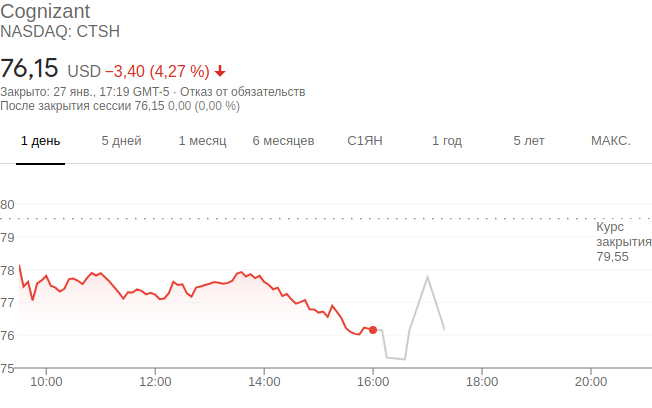 Cognizant
NASDAQ: CTSH
76,15 USD −3,40 (4,27 %)
Закрыто: 27 янв., 17:19 GMT-5 · Отказ от обязательств
После закрытия сессии 76,15 0,00 (0,00 %)
1 день 5 дней 1 месяц 6 месяцев С1ЯН 1 год 5 лет МАКС.
80
Курс
79
закрытия
79,55
78
77
76
75
10:00 12:00 14:00 16:00 18:00 20:00